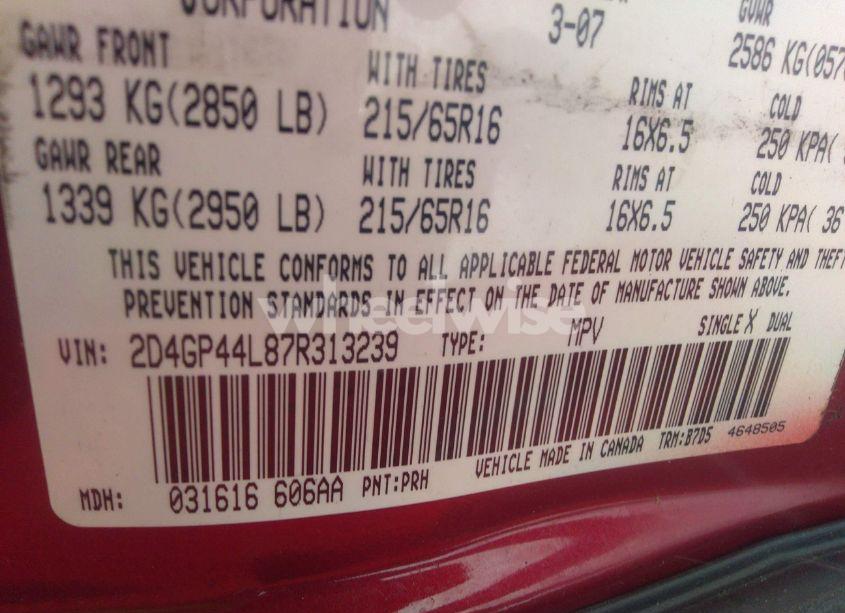 CORPORATION 3-07 GVWR
GAWR FRONT WITH TIRES RIMS AT COLD 2586 KG(057
1293 KG(2850 LB) 215/65R16 16X6.5 250 KPA(
GAWR REAR WITH TIRES RIMS AT COLD
1339 KG(2950 LB) 215/65R16 16X6.5 250 KPA( 36
THIS VEHICLE CONFORMS TO ALL APPLICABLE FEDERAL MOTOR VEHICLE SAFETY AND THEFT
PREVENTION STANDARDS IN EFFECT ON THE DATE OF MANUFACTURE SHOWN ABOVE.
wheelwise
VIN: 2D4GP44L87R313239 TYPE: MPV SINGLE X DUAL
VEHICLE MADE IN CANADA TRM:B7D5 4648505
MDH: 031616 606AA PNT:PRH